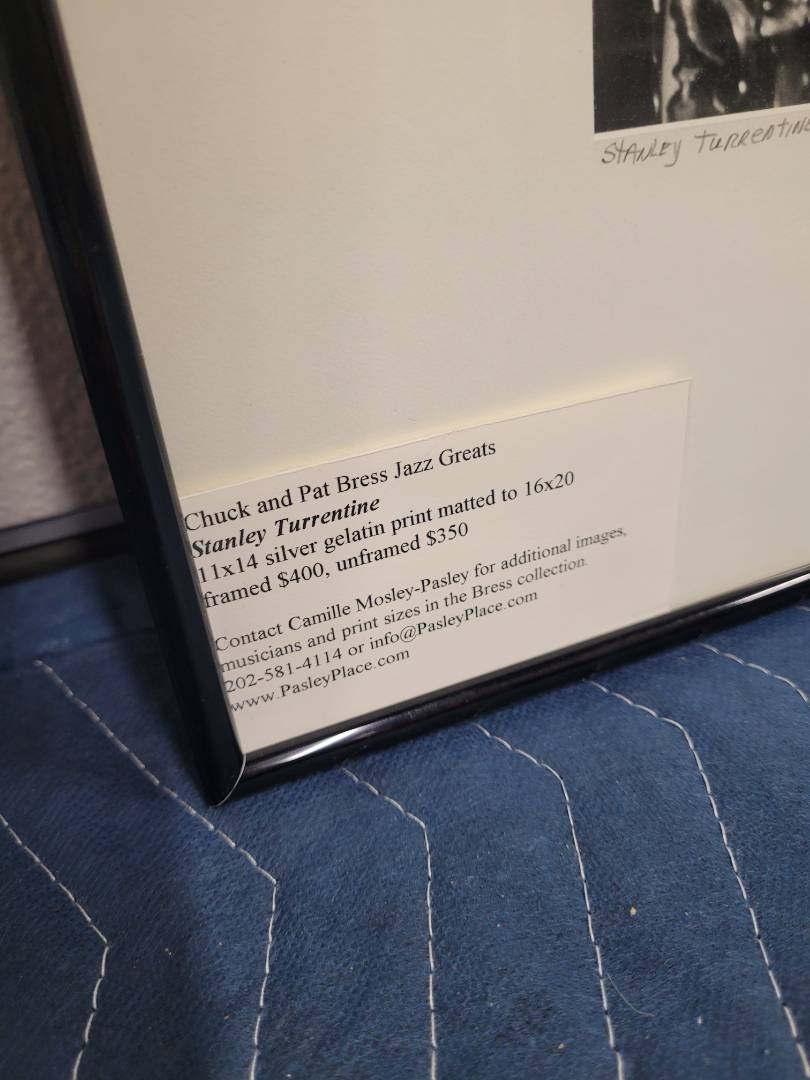 STANLEY TURRENTINE
Chuck and Pat Bress Jazz Greats
Stanley Turrentine
11x14 silver gelatin print matted to 16x20
framed $400, unframed $350
Contact Camille Mosley-Pasley for additional images,
musicians and print sizes in the Bress collection.
202-581-4114 or info@PasleyPlace.com
www.PasleyPlace.com